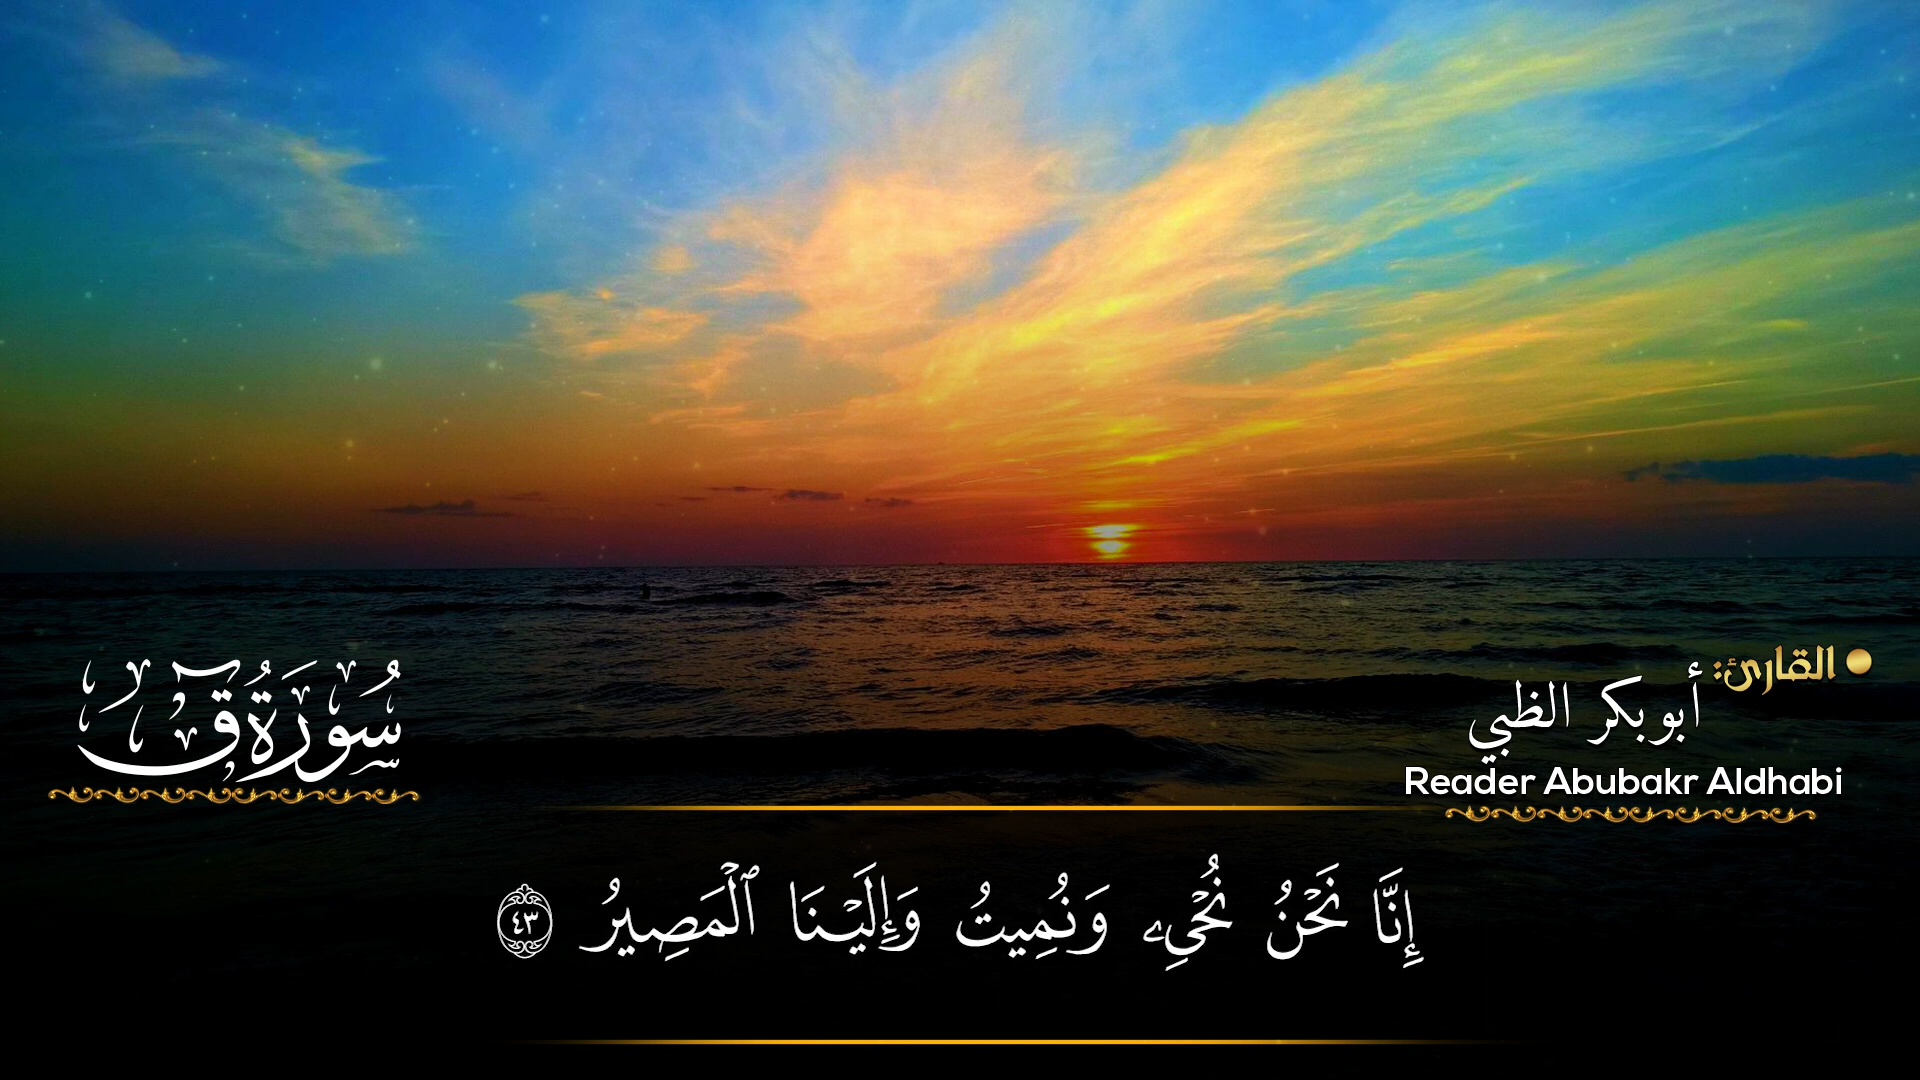 سُورَةُ ق
القارئ:
أبوبكر الظبي
Reader Abubakr Aldhabi
إِنَّا نَحْنُ نُحْىِۦ وَنُمِيتُ وَإِلَيْنَا ٱلْمَصِيرُ ٤٣